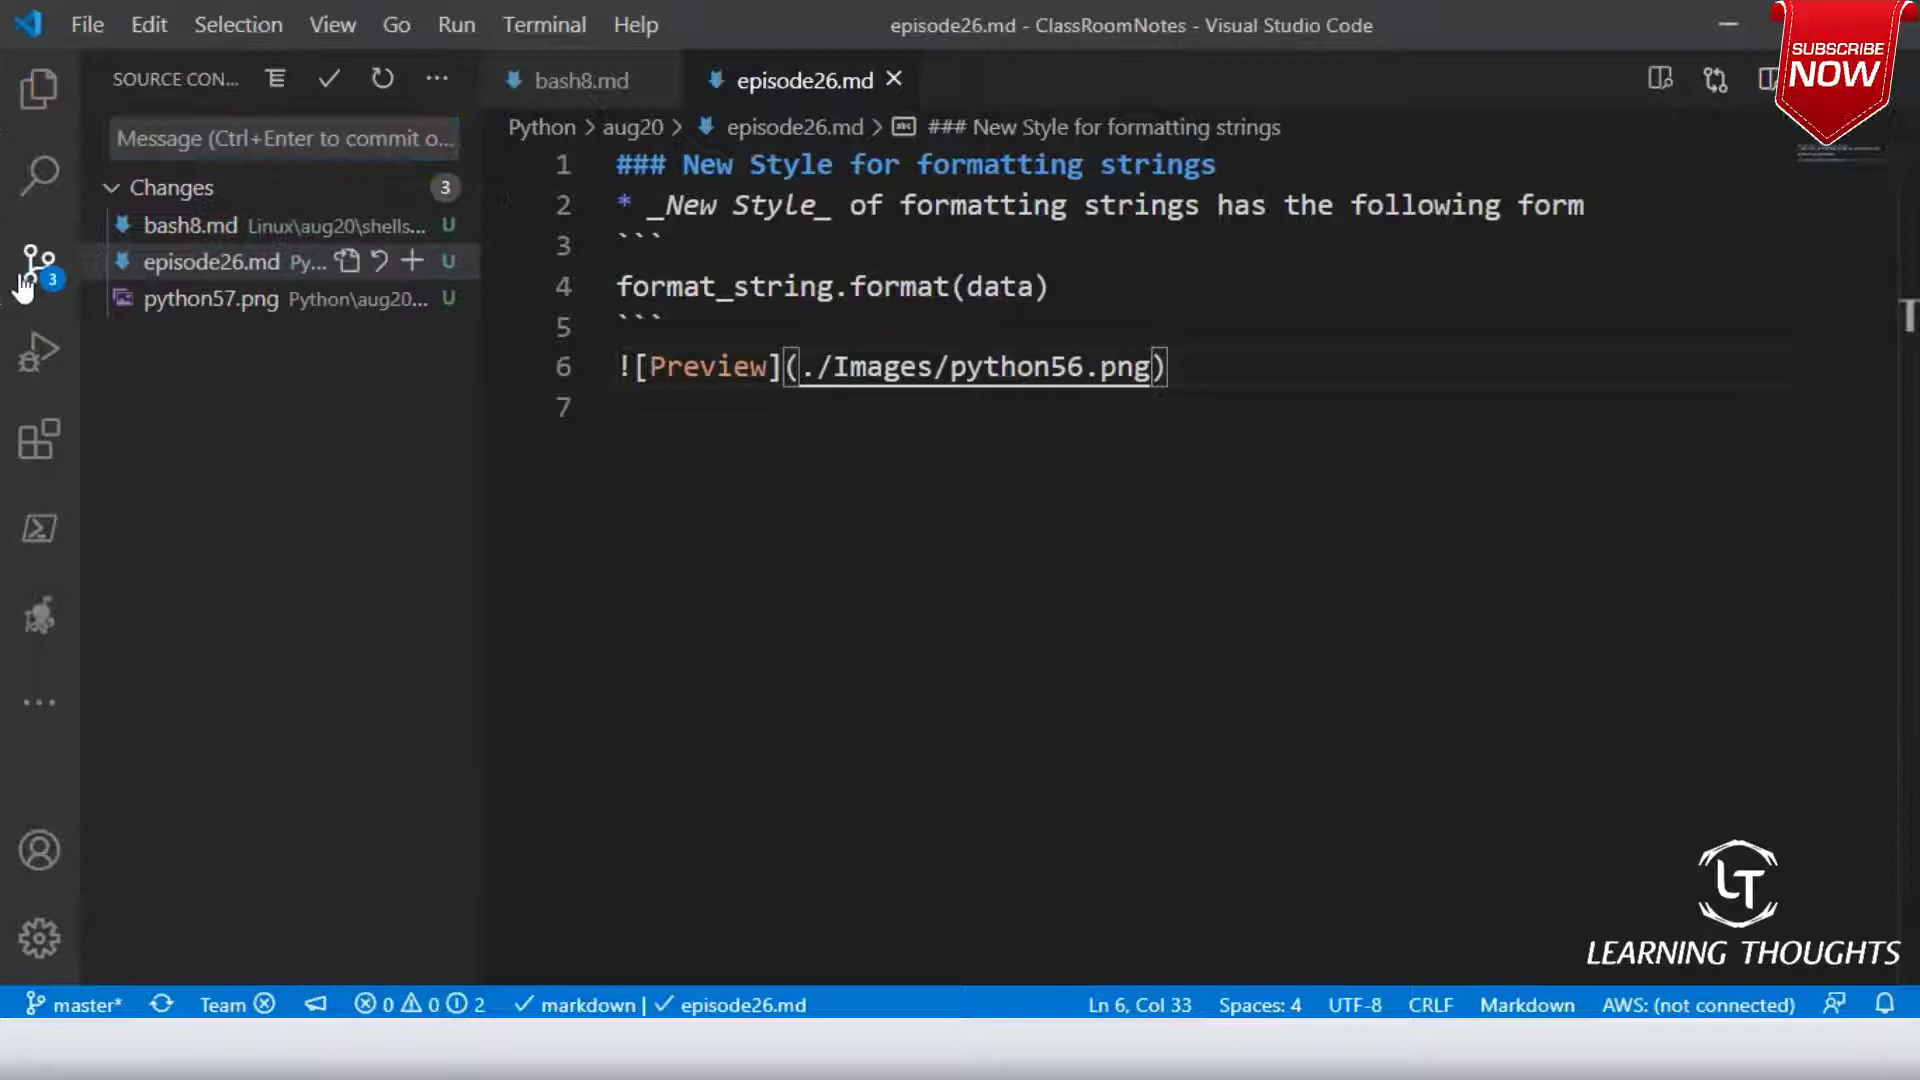 File Edit Selection View Go Run Terminal Help
episode26.md - ClassRoomNotes - Visual Studio Code
SUBSCRIBE
NOW
SOURCE CON...
bash8.md
episode26.md
Message (Ctrl+Enter to commit o...
Python > aug20 > episode26.md > ### New Style for formatting strings
Changes 3
bash8.md Linux\aug20\shells... U
episode26.md Py... U
python57.png Python\aug20... U
3
1 ### New Style for formatting strings
2 * _New Style_ of formatting strings has the following form
3 ```
4 format_string.format(data)
5 ```
6 ![Preview](./Images/python56.png)
7
T
LT
LEARNING THOUGHTS
master* Team 0 0 2 markdown | episode26.md Ln 6, Col 33 Spaces: 4 UTF-8 CRLF Markdown AWS: (not connected)